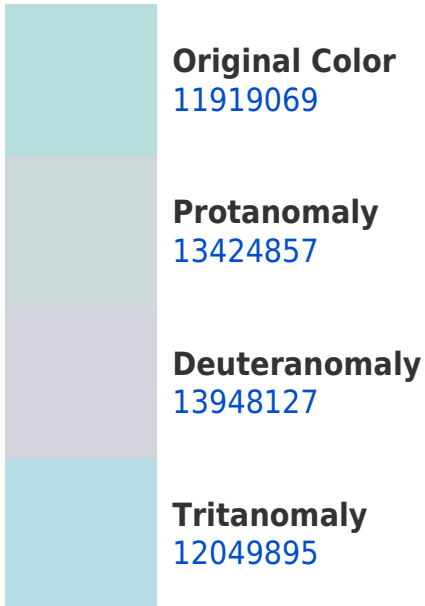 Original Color
11919069
Protanomaly
13424857
Deuteranomaly
13948127
Tritanomaly
12049895